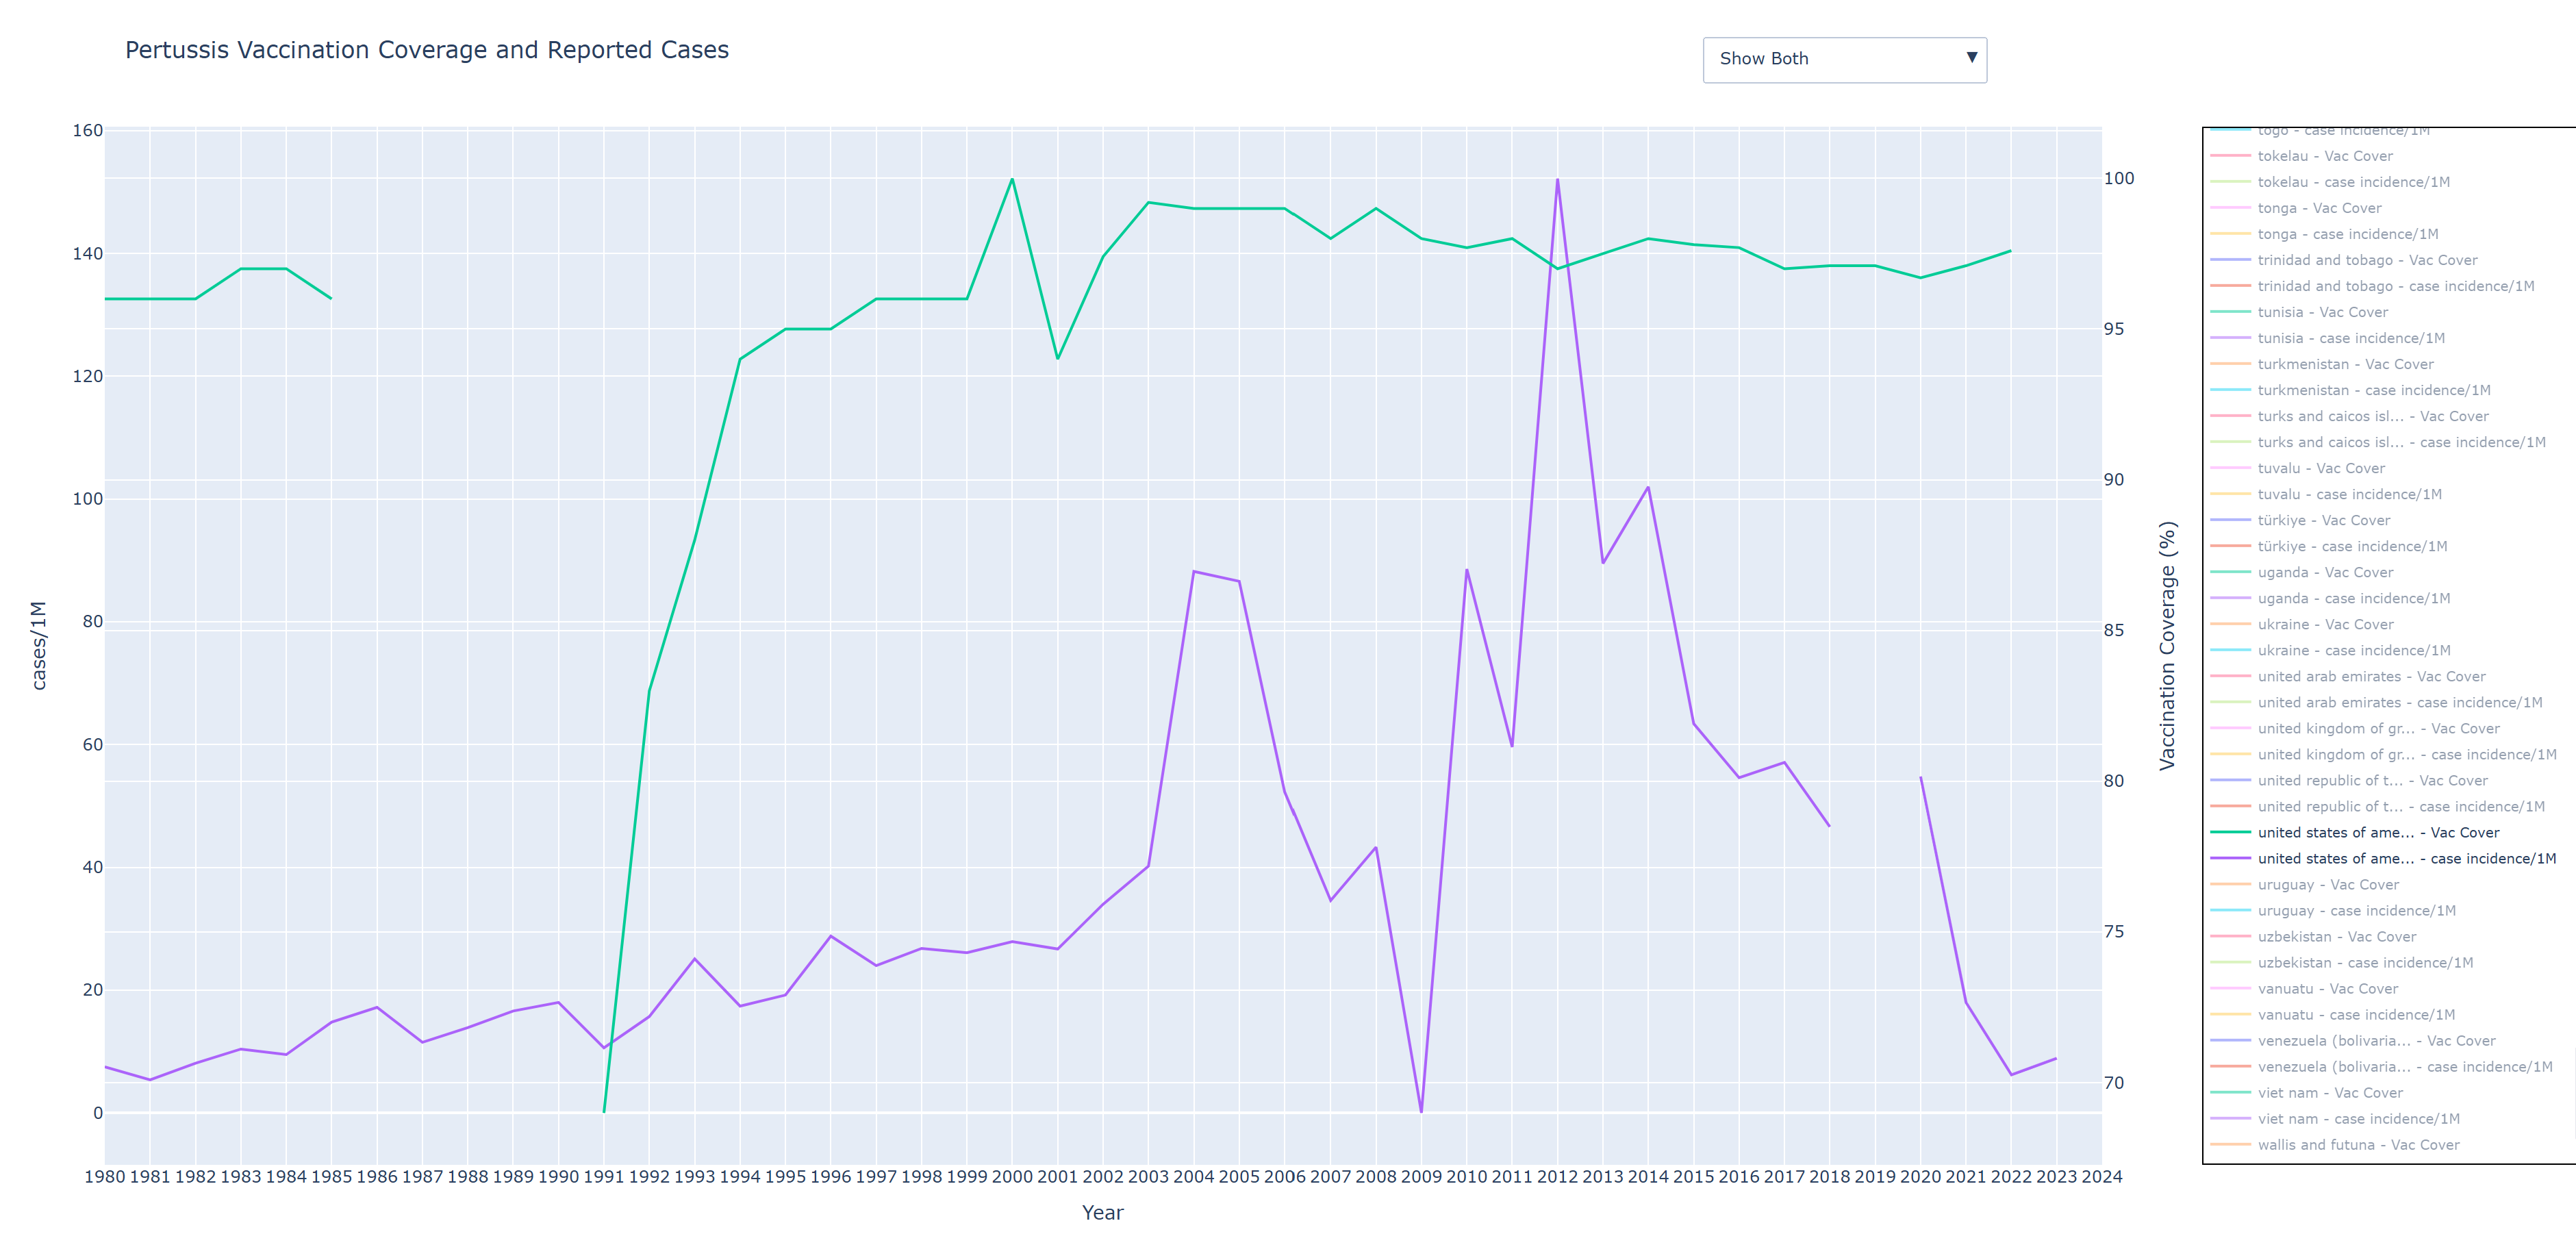 Pertussis Vaccination Coverage and Reported Cases
Show Both ▼
160
140
120
100
80
60
40
20
0
cases/1M
1980 1981 1982 1983 1984 1985 1986 1987 1988 1989 1990 1991 1992 1993 1994 1995 1996 1997 1998 1999 2000 2001 2002 2003 2004 2005 2006 2007 2008 2009 2010 2011 2012 2013 2014 2015 2016 2017 2018 2019 2020 2021 2022 2023 2024
Year
100
95
90
85
80
75
70
Vaccination Coverage (%)
togo - case incidence/1M
tokelau - Vac Cover
tokelau - case incidence/1M
tonga - Vac Cover
tonga - case incidence/1M
trinidad and tobago - Vac Cover
trinidad and tobago - case incidence/1M
tunisia - Vac Cover
tunisia - case incidence/1M
turkmenistan - Vac Cover
turkmenistan - case incidence/1M
turks and caicos isl... - Vac Cover
turks and caicos isl... - case incidence/1M
tuvalu - Vac Cover
tuvalu - case incidence/1M
türkiye - Vac Cover
türkiye - case incidence/1M
uganda - Vac Cover
uganda - case incidence/1M
ukraine - Vac Cover
ukraine - case incidence/1M
united arab emirates - Vac Cover
united arab emirates - case incidence/1M
united kingdom of gr... - Vac Cover
united kingdom of gr... - case incidence/1M
united republic of t... - Vac Cover
united republic of t... - case incidence/1M
united states of ame... - Vac Cover
united states of ame... - case incidence/1M
uruguay - Vac Cover
uruguay - case incidence/1M
uzbekistan - Vac Cover
uzbekistan - case incidence/1M
vanuatu - Vac Cover
vanuatu - case incidence/1M
venezuela (bolivaria... - Vac Cover
venezuela (bolivaria... - case incidence/1M
viet nam - Vac Cover
viet nam - case incidence/1M
wallis and futuna - Vac Cover